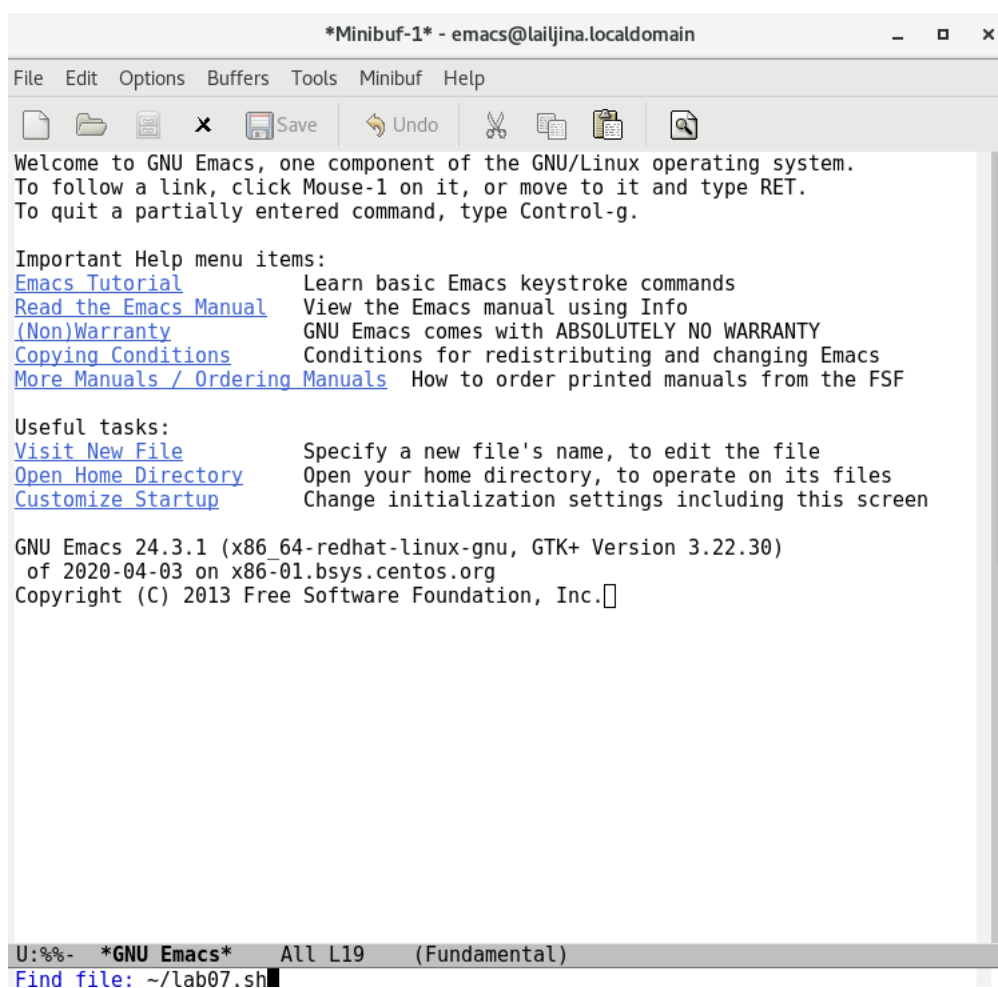 *Minibuf-1* - emacs@lailjina.localdomain
File Edit Options Buffers Tools Minibuf Help
Save Undo
Welcome to GNU Emacs, one component of the GNU/Linux operating system.
To follow a link, click Mouse-1 on it, or move to it and type RET.
To quit a partially entered command, type Control-g.
Important Help menu items:
Emacs Tutorial Learn basic Emacs keystroke commands
Read the Emacs Manual View the Emacs manual using Info
(Non)Warranty GNU Emacs comes with ABSOLUTELY NO WARRANTY
Copying Conditions Conditions for redistributing and changing Emacs
More Manuals / Ordering Manuals How to order printed manuals from the FSF
Useful tasks:
Visit New File Specify a new file's name, to edit the file
Open Home Directory Open your home directory, to operate on its files
Customize Startup Change initialization settings including this screen
GNU Emacs 24.3.1 (x86_64-redhat-linux-gnu, GTK+ Version 3.22.30)
of 2020-04-03 on x86-01.bsys.centos.org
Copyright (C) 2013 Free Software Foundation, Inc.
U:%%- *GNU Emacs* All L19 (Fundamental)
Find file: ~/lab07.sh